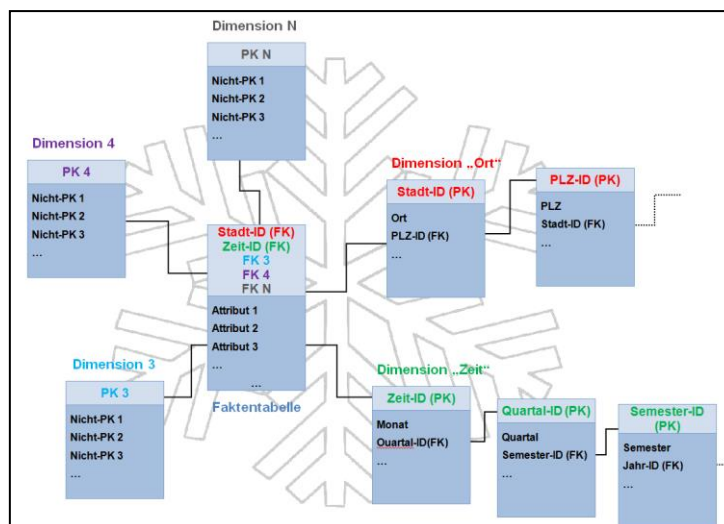 Dimension N
PK N
Nicht-PK 1
Nicht-PK 2
Nicht-PK 3
...
Dimension 4
PK 4
Nicht-PK 1
Nicht-PK 2
Nicht-PK 3
...
Dimension „Ort“
Stadt-ID (PK)
Ort
PLZ-ID (FK)
...
PLZ-ID (PK)
PLZ
Stadt-ID (FK)
...
Stadt-ID (FK)
Zeit-ID (FK)
FK 3
FK 4
FK N
Attribut 1
Attribut 2
Attribut 3
...
...
Faktentabelle
Dimension 3
PK 3
Nicht-PK 1
Nicht-PK 2
Nicht-PK 3
...
Dimension „Zeit“
Zeit-ID (PK)
Monat
Quartal-ID(FK)
...
Quartal-ID (PK)
Quartal
Semester-ID (FK)
...
Semester-ID
(PK)
Semester
Jahr-ID (FK)
...